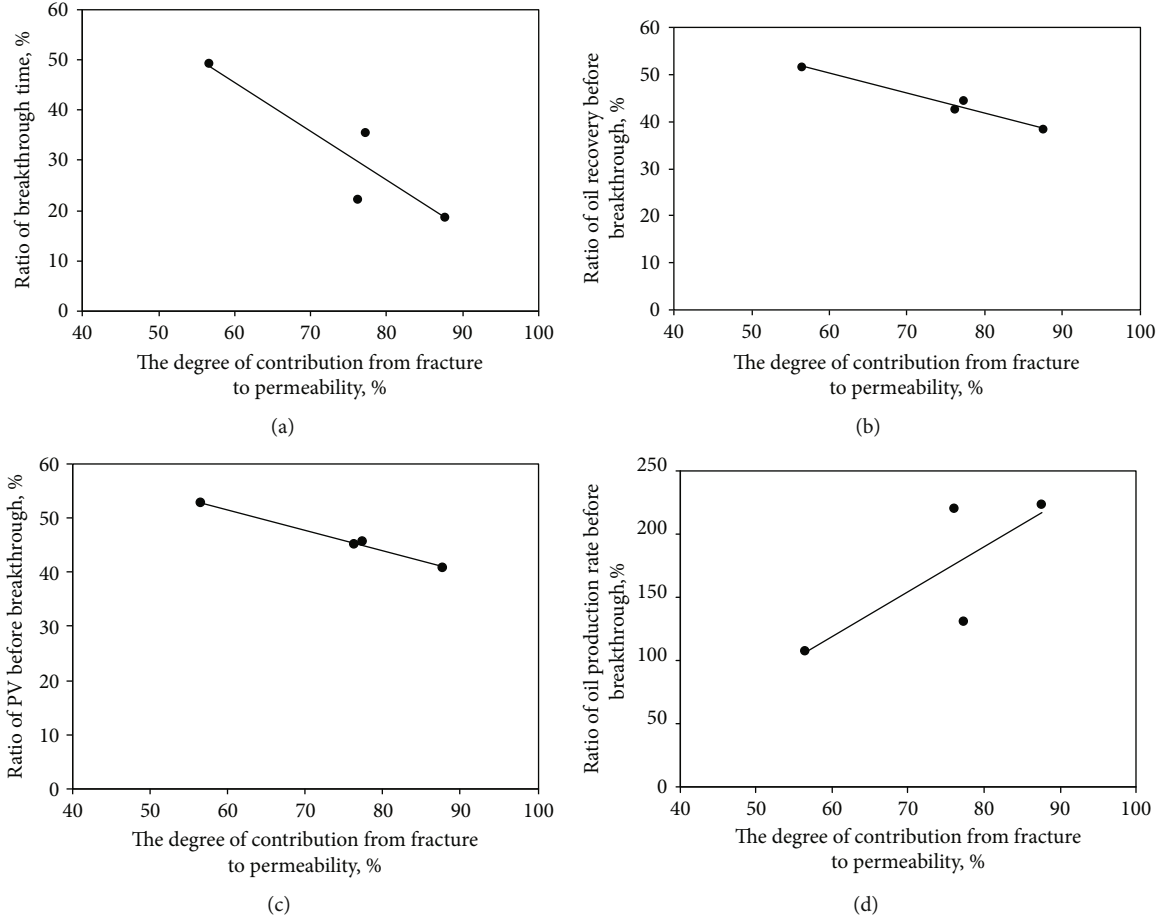 60
50
40
30
20
10
0
40 50 60 70 80 90 100
Ratio of breakthrough time, %
The degree of contribution from fracture
to permeability, %
(a)
60
50
40
30
20
10
0
40 50 60 70 80 90 100
Ratio of oil recovery before
breakthrough, %
The degree of contribution from fracture
to permeability, %
(b)
60
50
40
30
20
10
0
40 50 60 70 80 90 100
Ratio of PV before breakthrough, %
The degree of contribution from fracture
to permeability, %
(c)
250
200
150
100
50
0
40 50 60 70 80 90 100
Ratio of oil production rate before
breakthrough,%
The degree of contribution from fracture
to permeability, %
(d)